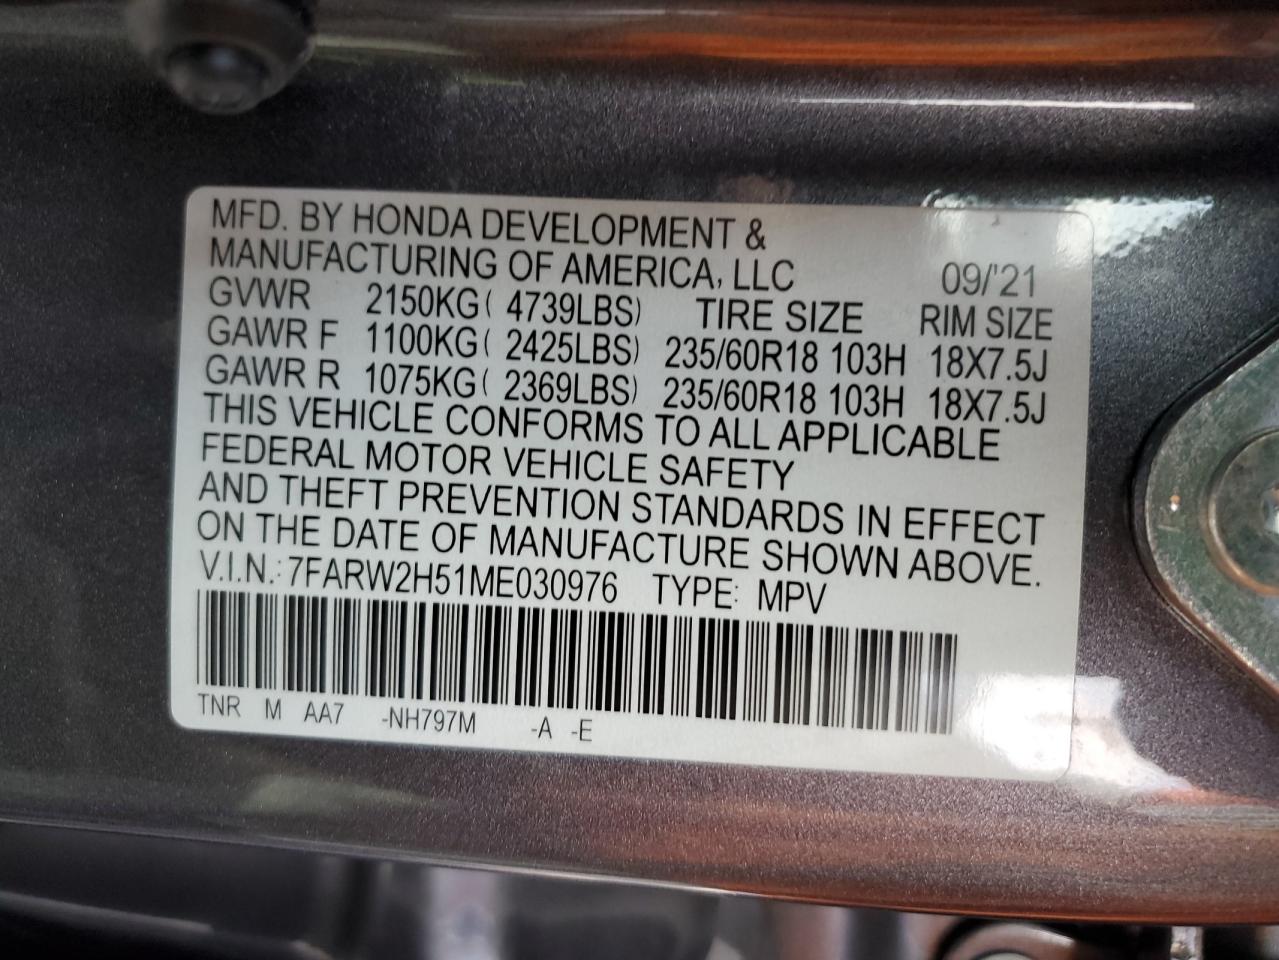 MFD. BY HONDA DEVELOPMENT &
MANUFACTURING OF AMERICA, LLC 09/'21
GVWR 2150KG( 4739LBS) TIRE SIZE RIM SIZE
GAWR F 1100KG( 2425LBS) 235/60R18 103H 18X7.5J
GAWR R 1075KG( 2369LBS) 235/60R18 103H 18X7.5J
THIS VEHICLE CONFORMS TO ALL APPLICABLE
FEDERAL MOTOR VEHICLE SAFETY
AND THEFT PREVENTION STANDARDS IN EFFECT
ON THE DATE OF MANUFACTURE SHOWN ABOVE.
V.I.N.: 7FARW2H51ME030976 TYPE: MPV
TNR M AA7 -NH797M -A -E